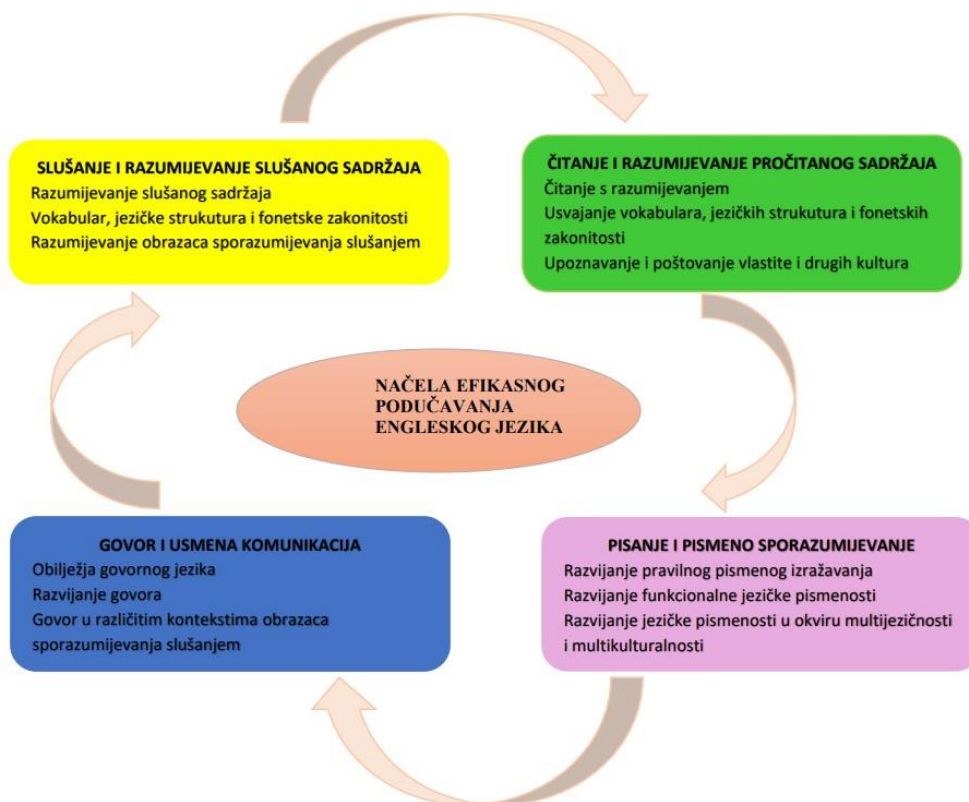 SLUŠANJE I RAZUMIJEVANJE SLUŠANOG SADRŽAJA
Razumijevanje slušanog sadržaja
Vokabular, jezičke strukutura i fonetske zakonitosti
Razumijevanje obrazaca sporazumijevanja slušanjem
ČITANJE I RAZUMIJEVANJE PROČITANOG SADRŽAJA
Čitanje s razumijevanjem
Usvajanje vokabulara, jezičkih strukutura i fonetskih
zakonitosti
Upoznavanje i poštovanje vlastite i drugih kultura
NAČELA EFIKASNOG
PODUČAVANJA
ENGLESKOG JEZIKA
GOVOR I USMENA KOMUNIKACIJA
Obilježja govornog jezika
Razvijanje govora
Govor u različitim kontekstima obrazaca
sporazumijevanja slušanjem
PISANJE I PISMENO SPORAZUMIJEVANJE
Razvijanje pravilnog pismenog izražavanja
Razvijanje funkcionalne jezičke pismenosti
Razvijanje jezičke pismenosti u okviru multijezičnosti
i multikulturalnosti